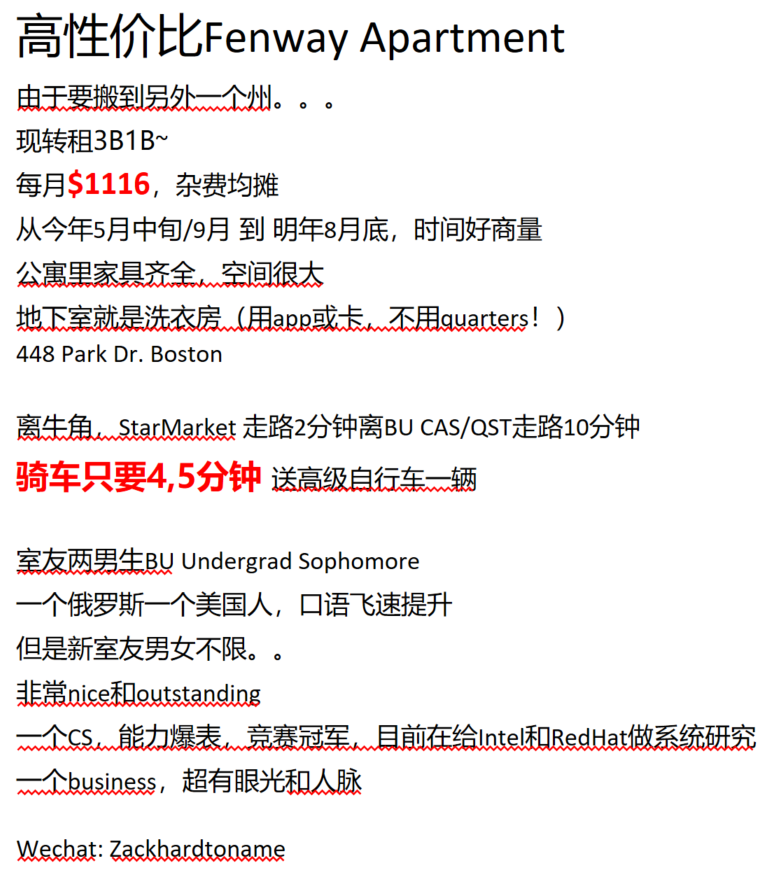 高性价比Fenway Apartment
由于要搬到另外一个州。。。
现转租3B1B~
每月$1116，杂费均摊
从今年5月中旬/9月 到 明年8月底，时间好商量
公寓里家具齐全，空间很大
地下室就是洗衣房（用app或卡，不用quarters！）
448 Park Dr. Boston
离牛角，StarMarket 走路2分钟离BU CAS/QST走路10分钟
骑车只要4,5分钟 送高级自行车一辆
室友两男生BU Undergrad Sophomore
一个俄罗斯一个美国人，口语飞速提升
但是新室友男女不限。。
非常nice和outstanding
一个CS，能力爆表，竞赛冠军，目前在给Intel和RedHat做系统研究
一个business，超有眼光和人脉
Wechat: Zackhardtoname